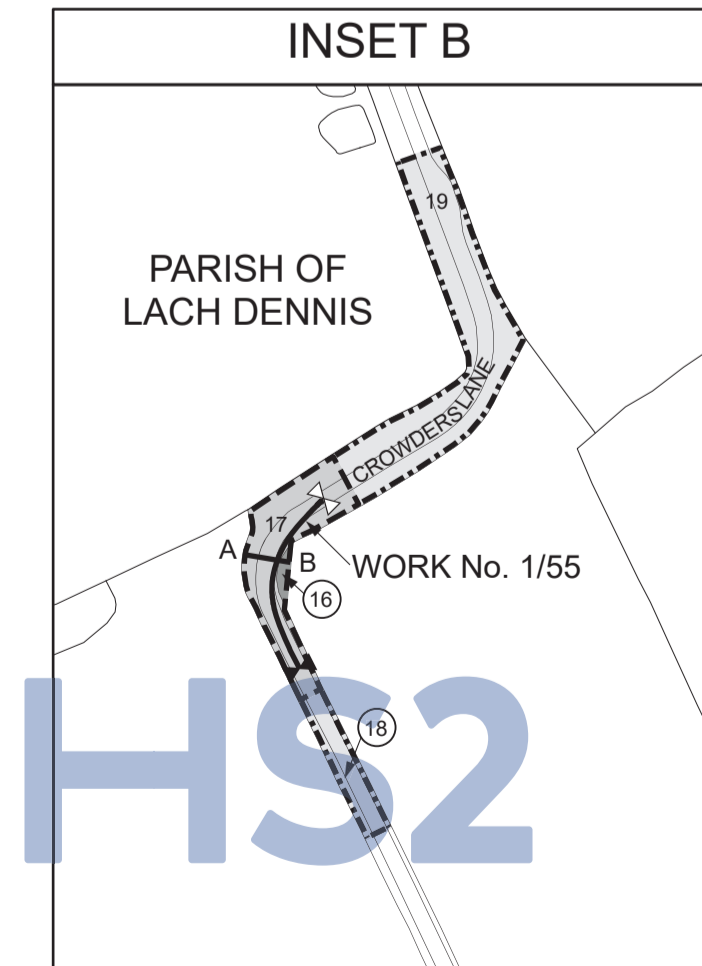 INSET B
19
PARISH OF
LACH DENNIS
CROWDERS LANE
17
A
B
WORK No. 1/55
16
18
HS2